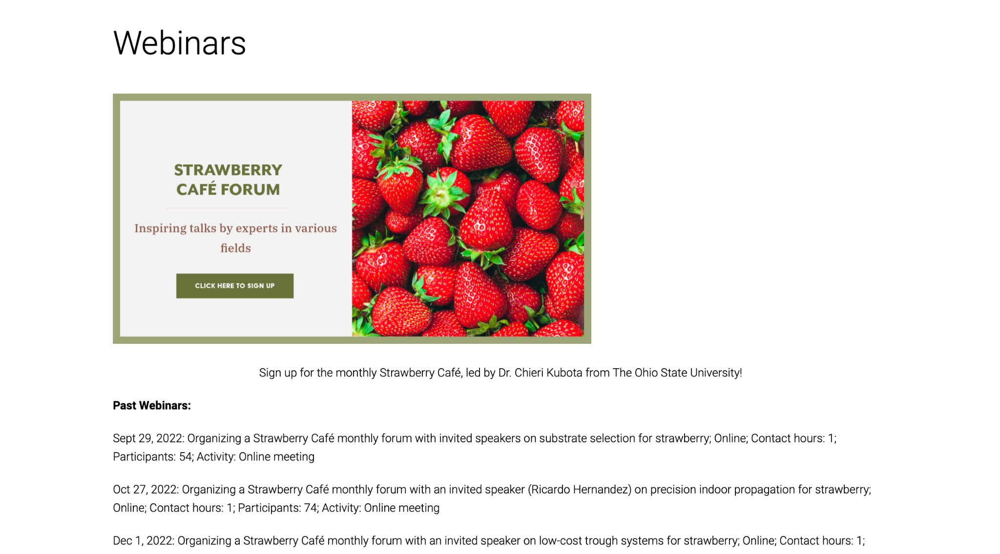 Webinars
STRAWBERRY
CAFÉ FORUM
Inspiring talks by experts in various
fields
CLICK HERE TO SIGN UP
Sign up for the monthly Strawberry Café, led by Dr. Chieri Kubota from The Ohio State University!
Past Webinars:
Sept 29, 2022: Organizing a Strawberry Café monthly forum with invited speakers on substrate selection for strawberry; Online; Contact hours: 1;
Participants: 54; Activity: Online meeting
Oct 27, 2022: Organizing a Strawberry Café monthly forum with an invited speaker (Ricardo Hernandez) on precision indoor propagation for strawberry;
Online; Contact hours: 1; Participants: 74; Activity: Online meeting
Dec 1, 2022: Organizing a Strawberry Café monthly forum with an invited speaker on low-cost trough systems for strawberry; Online; Contact hours: 1;